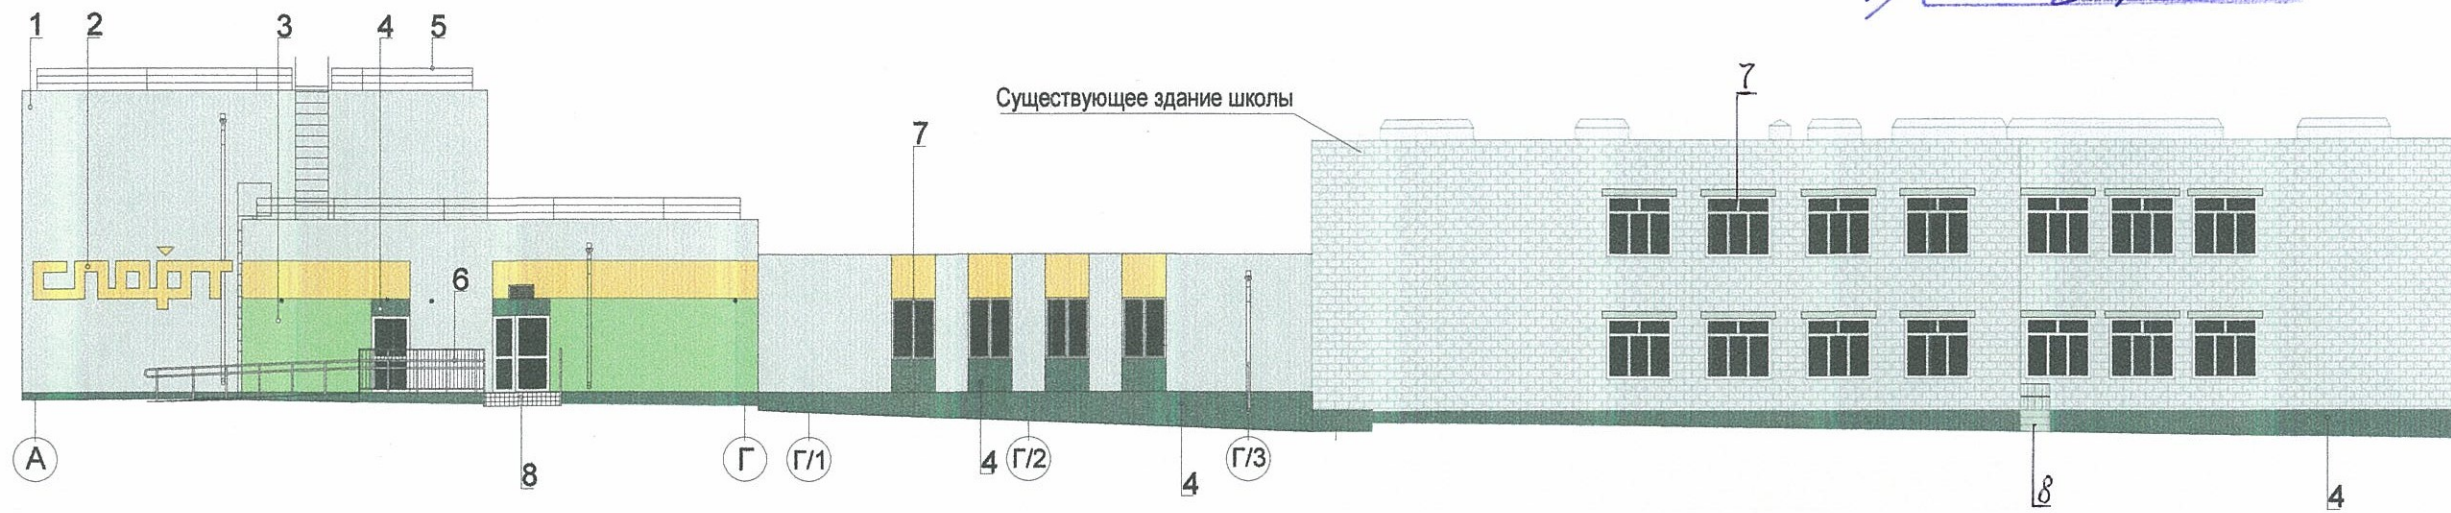 1 2 3 4 5
7
Существующее здание школы
7
спорт
6
А Г Г/1 4 Г/2 Г/3
8 4 8 4